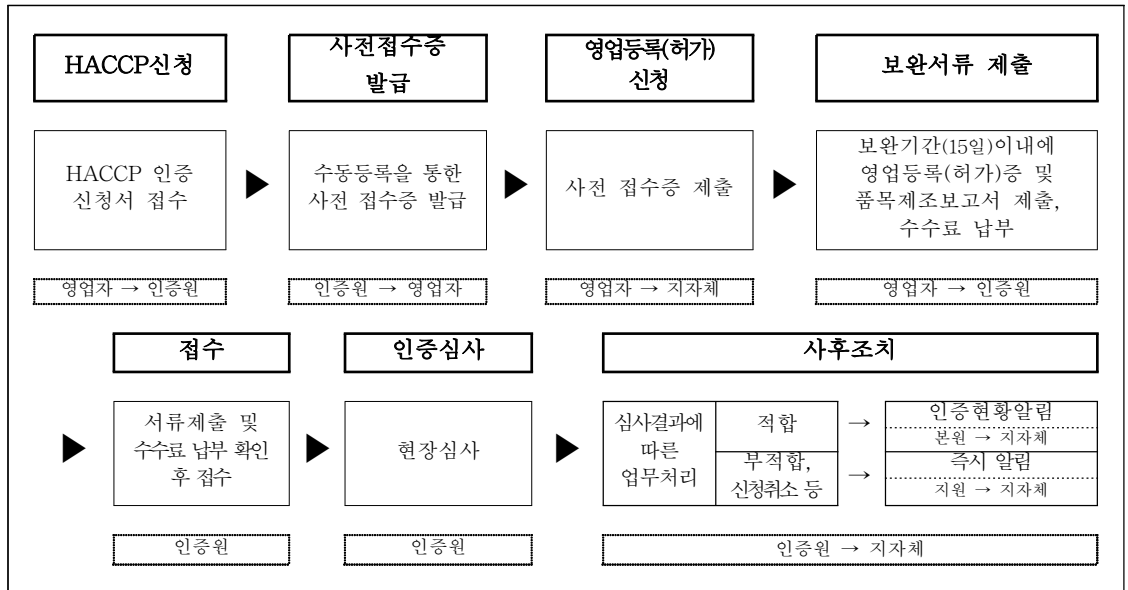 HACCP신청
사전접수증
발급
영업등록(허가)
신청
보완서류 제출
HACCP 인증
신청서 접수
▶
수동등록을 통한
사전 접수증 발급
▶
사전 접수증 제출
▶
보완기간(15일)이내에
영업등록(허가)증 및
품목제조보고서 제출,
수수료 납부
영업자 → 인증원
인증원 → 영업자
영업자 → 지자체
영업자 → 인증원
접수
인증심사
사후조치
▶
서류제출 및
수수료 납부 확인
후 접수
▶
현장심사
▶
심사결과에
따른
업무처리
적합
→
인증현황알림
본원 → 지자체
부적합,
신청취소 등
→
즉시 알림
지원 → 지자체
인증원
인증원
인증원 → 지자체